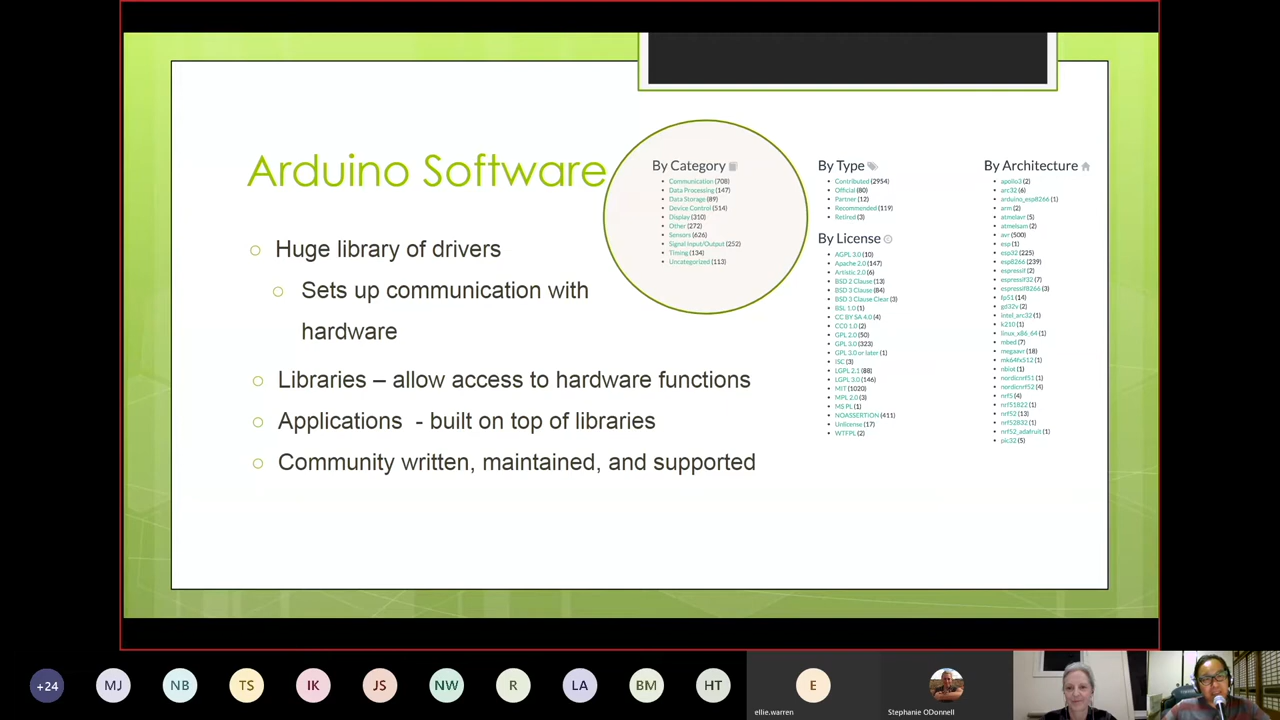 Arduino Software
Huge library of drivers
Sets up communication with
hardware
Libraries – allow access to hardware functions
Applications - built on top of libraries
Community written, maintained, and supported
By Category
Communication (708)
Data Processing (147)
Data Storage (89)
Device Control (514)
Display (310)
Other (272)
Sensors (626)
Signal Input/Output (252)
Timing (134)
Uncategorized (113)
By Type
Contributed (2954)
Official (80)
Partner (12)
Recommended (119)
Retired (3)
By License
AGPL 3.0 (10)
Apache 2.0 (147)
Artistic 2.0 (6)
BSD 2 Clause (13)
BSD 3 Clause (84)
BSD 3 Clause Clear (3)
BSL 1.0 (1)
CC BY SA 4.0 (4)
CC0 1.0 (2)
GPL 2.0 (50)
GPL 3.0 (323)
GPL 3.0 or later (1)
ISC (3)
LGPL 2.1 (88)
LGPL 3.0 (146)
MIT (1020)
MPL 2.0 (3)
MS PL (1)
NOASSERTION (411)
Unlicense (17)
WTFPL (2)
By Architecture
apollo3 (2)
arc32 (6)
arduino_esp8266 (1)
arm (2)
atmelavr (5)
atmelsam (2)
avr (500)
esp (1)
esp32 (225)
esp8266 (239)
espressif (2)
espressif32 (7)
espressif8266 (3)
fp51 (14)
gd32v (2)
intel_arc32 (1)
k210 (1)
linux_x86_64 (1)
mbed (7)
megaavr (18)
mk64fx512 (1)
nbiot (1)
nordicnrf51 (1)
nordicnrf52 (4)
nrf5 (4)
nrf51822 (1)
nrf52 (13)
nrf52832 (1)
nrf52_adafruit (1)
pic32 (5)
+24
MJ
NB
TS
IK
JS
NW
R
LA
BM
HT
E
ellie.warren
Stephanie ODonnell